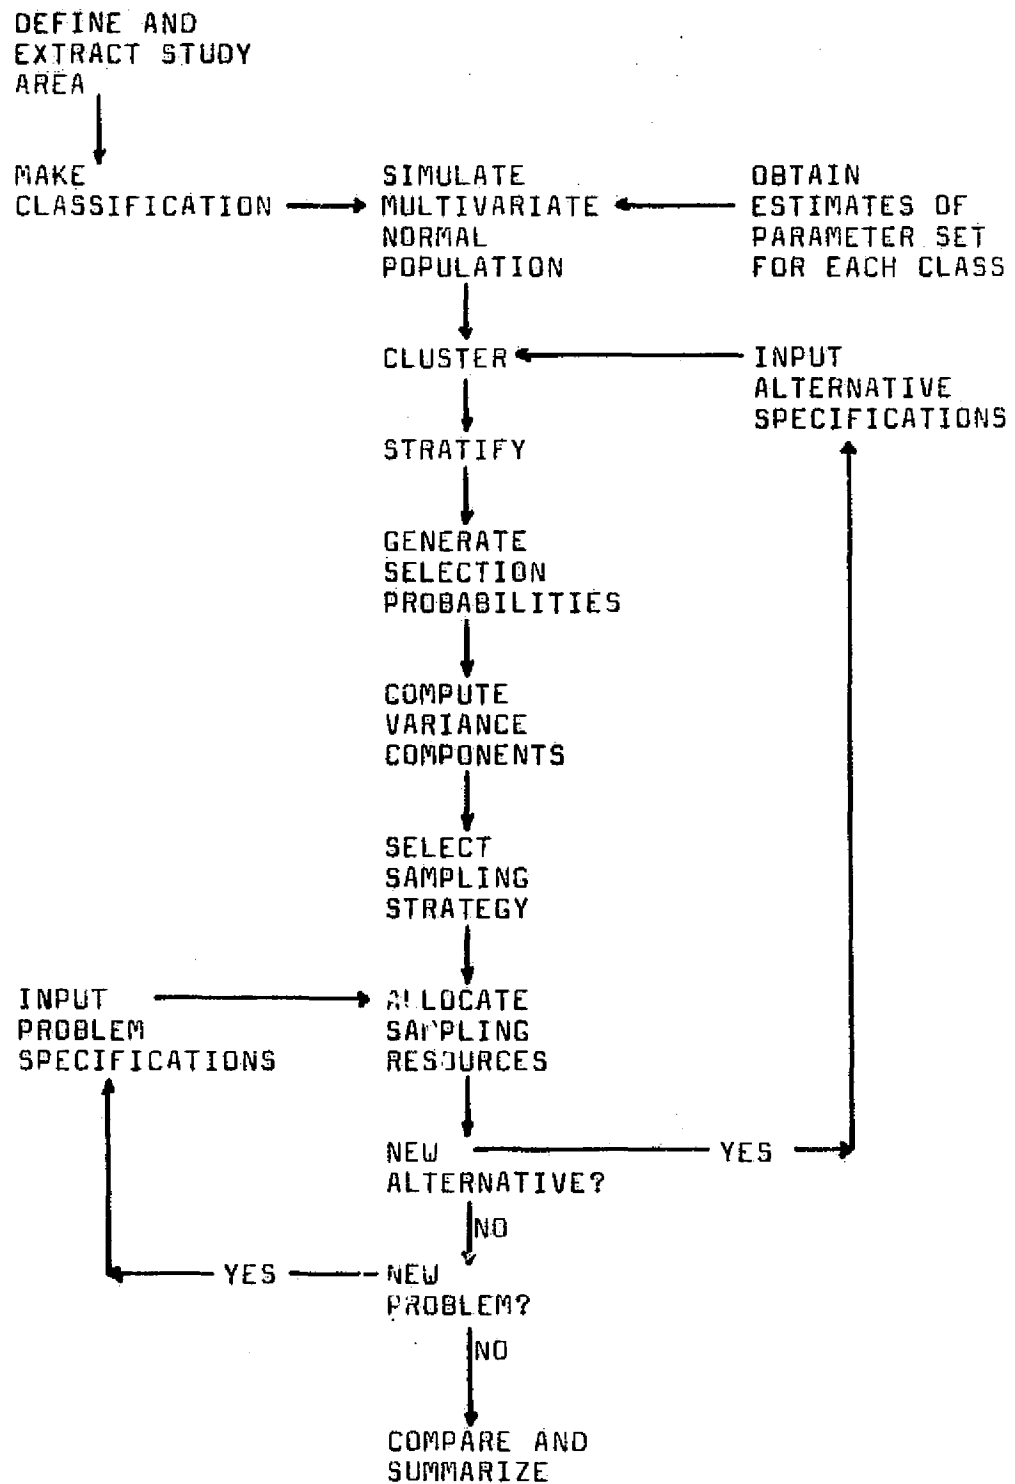 DEFINE AND
EXTRACT STUDY
AREA
MAKE
CLASSIFICATION
SIMULATE
MULTIVARIATE
NORMAL
POPULATION
OBTAIN
ESTIMATES OF
PARAMETER SET
FOR EACH CLASS
CLUSTER
INPUT
ALTERNATIVE
SPECIFICATIONS
STRATIFY
GENERATE
SELECTION
PROBABILITIES
COMPUTE
VARIANCE
COMPONENTS
SELECT
SAMPLING
STRATEGY
INPUT
PROBLEM
SPECIFICATIONS
ALLOCATE
SAMPLING
RESOURCES
NEW
ALTERNATIVE?
YES
NO
YES
NEW
PROBLEM?
NO
COMPARE AND
SUMMARIZE